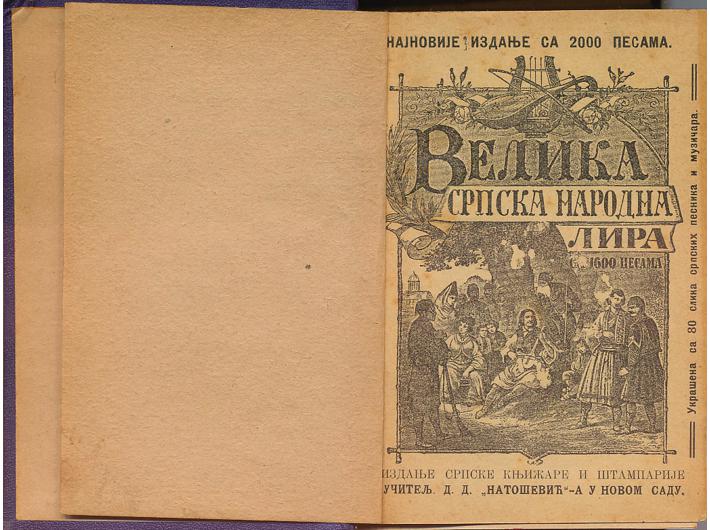 НАЈНОВИЈЕ ИЗДАЊЕ СА 2000 ПЕСАМА.
ВЕЛИКА
СРПСКА НАРОДНА
ЛИРА
1600 ПЕСАМА
Украшена са 80 слика српских песника и музичара.
ИЗДАЊЕ СРПСКЕ КЊИЖАРЕ И ШТАМПАРИЈЕ
УЧИТЕЉ. Д. Д. „НАТОШЕВИЋ“-А У НОВОМ САДУ.